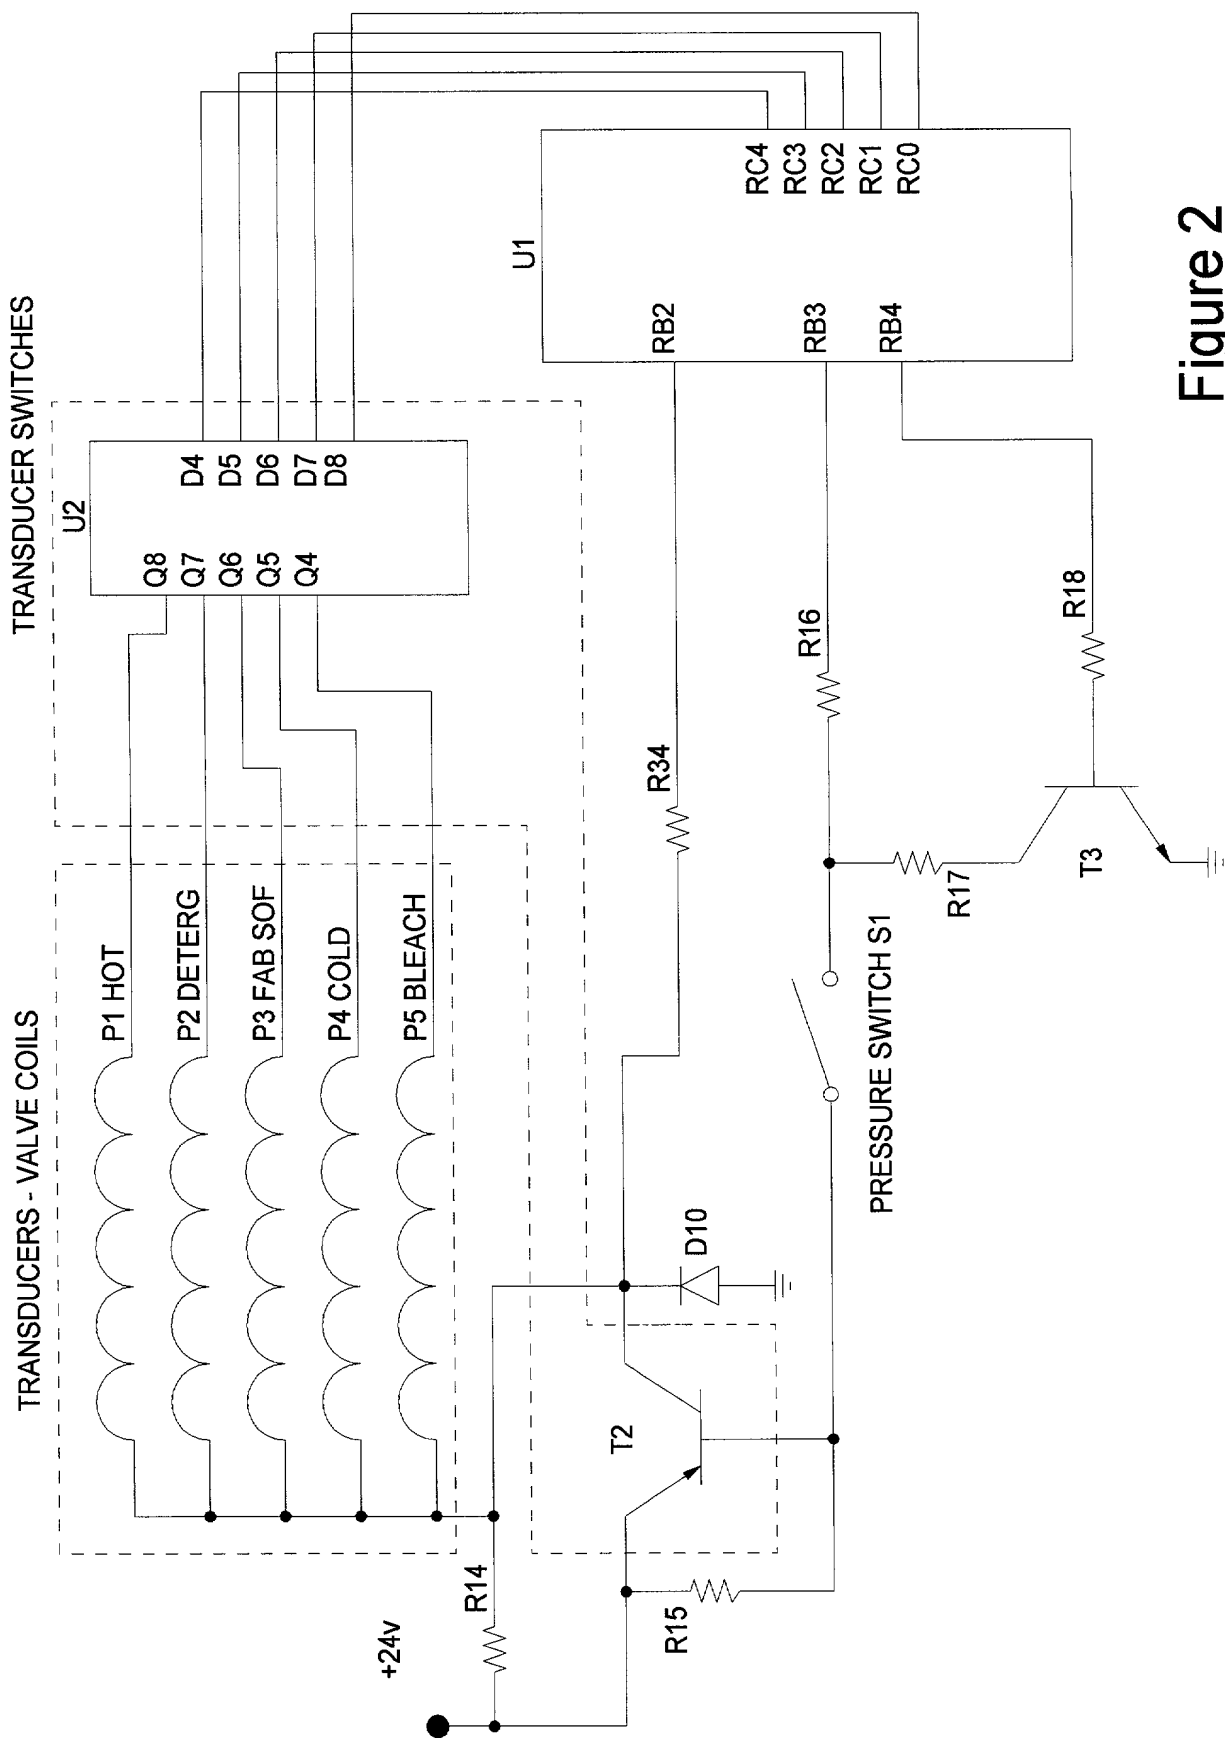 TRANSDUCERS - VALVE COILS
TRANSDUCER SWITCHES
P1 HOT
P2 DETERG
P3 FAB SOF
P4 COLD
P5 BLEACH
U2
Q8
Q7
Q6
Q5
Q4
D4
D5
D6
D7
D8
+24v
R14
R15
T2
D10
R34
PRESSURE SWITCH S1
R16
R17
R18
T3
U1
RB2
RB3
RB4
RC4
RC3
RC2
RC1
RC0
Figure 2